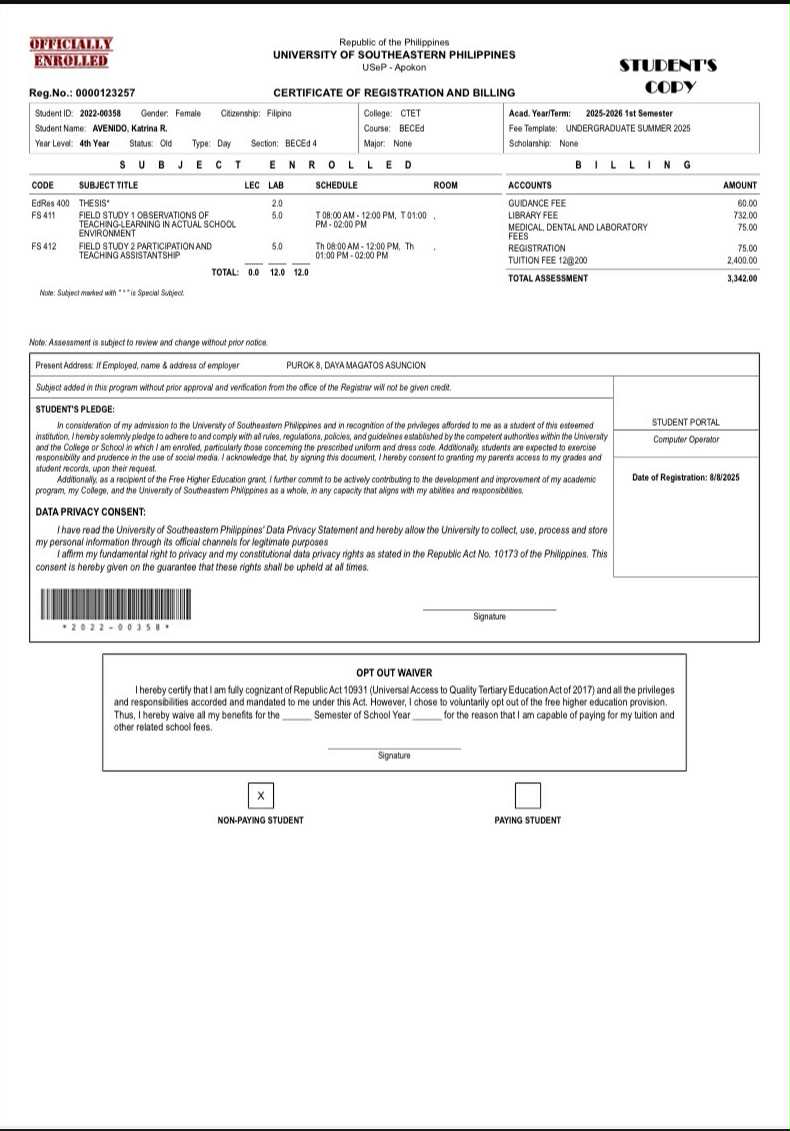 OFFICIALLY
ENROLLED
Republic of the Philippines
UNIVERSITY OF SOUTHEASTERN PHILIPPINES
USeP - Apokon
STUDENT'S
COPY
Reg.No.: 0000123257
CERTIFICATE OF REGISTRATION AND BILLING
Student ID: 2022-00358 Gender: Female Citizenship: Filipino
Student Name: AVENIDO, Katrina R.
Year Level: 4th Year Status: Old Type: Day Section: BECEd 4
College: CTET
Course: BECEd
Major: None
Acad. Year/Term: 2025-2026 1st Semester
Fee Template: UNDERGRADUATE SUMMER 2025
Scholarship: None
SUBJECT ENROLLED
CODE SUBJECT TITLE LEC LAB SCHEDULE ROOM
EdRes 400 THESIS* 2.0
FS 411 FIELD STUDY 1 OBSERVATIONS OF 5.0 T 08:00 AM - 12:00 PM, T 01:00 ,
TEACHING-LEARNING IN ACTUAL SCHOOL PM - 02:00 PM
ENVIRONMENT
FS 412 FIELD STUDY 2 PARTICIPATION AND 5.0 Th 08:00 AM - 12:00 PM, Th ,
TEACHING ASSISTANTSHIP 01:00 PM - 02:00 PM
TOTAL: 0.0 12.0 12.0
Note: Subject marked with "*" is Special Subject.
BILLING
ACCOUNTS AMOUNT
GUIDANCE FEE 60.00
LIBRARY FEE 732.00
MEDICAL, DENTAL AND LABORATORY 75.00
FEES
REGISTRATION 75.00
TUITION FEE 12@200 2,400.00
TOTAL ASSESSMENT 3,342.00
Note: Assessment is subject to review and change without prior notice.
Present Address: If Employed, name & address of employer PUROK 8, DAYA MAGATOS ASUNCION
Subject added in this program without prior approval and verification from the office of the Registrar will not be given credit.
STUDENT'S PLEDGE:
In consideration of my admission to the University of Southeastern Philippines and in recognition of the privileges afforded to me as a student of this esteemed
institution, I hereby solemnly pledge to adhere to and comply with all rules, regulations, policies, and guidelines established by the competent authorities within the University
and the College or School in which I am enrolled, particularly those concerning the prescribed uniform and dress code. Additionally, students are expected to exercise
responsibility and prudence in the use of social media. I acknowledge that, by signing this document, I hereby consent to granting my parents access to my grades and
student records, upon their request.
Additionally, as a recipient of the Free Higher Education grant, I further commit to be actively contributing to the development and improvement of my academic
program, my College, and the University of Southeastern Philippines as a whole, in any capacity that aligns with my abilities and responsibilities.
DATA PRIVACY CONSENT:
I have read the University of Southeastern Philippines' Data Privacy Statement and hereby allow the University to collect, use, process and store
my personal information through its official channels for legitimate purposes
I affirm my fundamental right to privacy and my constitutional data privacy rights as stated in the Republic Act No. 10173 of the Philippines. This
consent is hereby given on the guarantee that these rights shall be upheld at all times.
STUDENT PORTAL
Computer Operator
Date of Registration: 8/8/2025
*2022-00358*
Signature
OPT OUT WAIVER
I hereby certify that I am fully cognizant of Republic Act 10931 (Universal Access to Quality Tertiary Education Act of 2017) and all the privileges
and responsibilities accorded and mandated to me under this Act. However, I chose to voluntarily opt out of the free higher education provision.
Thus, I hereby waive all my benefits for the ______ Semester of School Year ______ for the reason that I am capable of paying for my tuition and
other related school fees.
Signature
X
NON-PAYING STUDENT
PAYING STUDENT